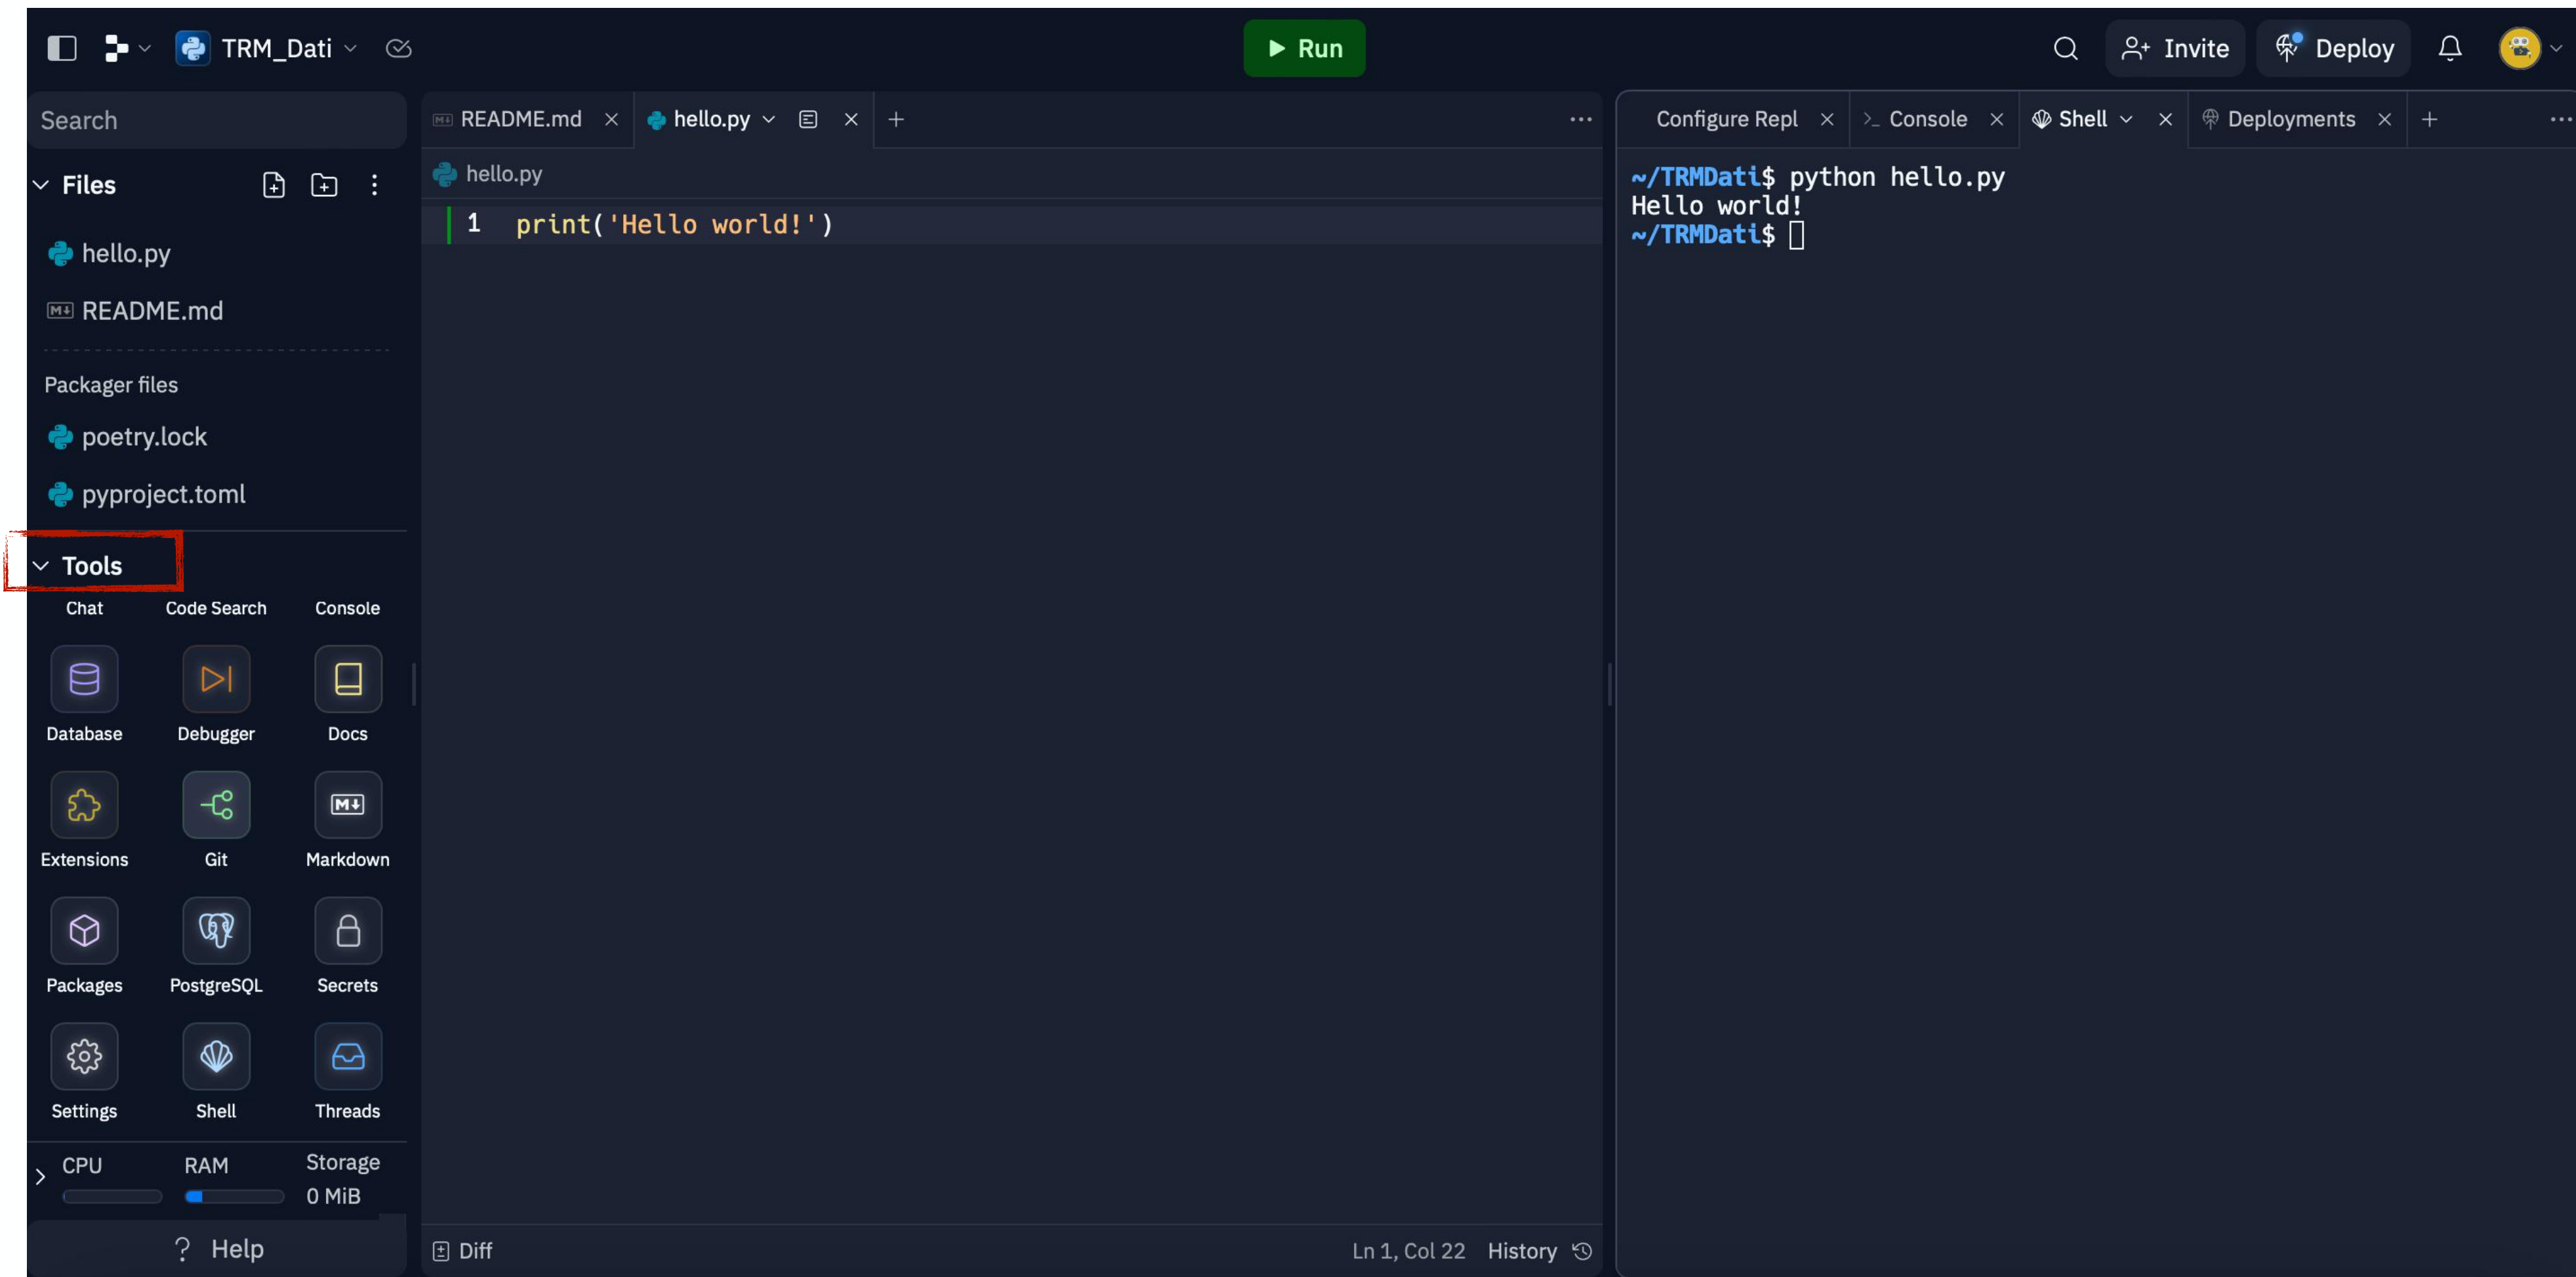 TRM_Dati
Run
Invite
Deploy
Search
Files
hello.py
README.md
Packager files
poetry.lock
pyproject.toml
Tools
Chat Code Search Console
Database Debugger Docs
Extensions Git Markdown
Packages PostgreSQL Secrets
Settings Shell Threads
CPU RAM Storage
0 MiB
? Help
README.md hello.py
hello.py
1 print('Hello world!')
Diff
Ln 1, Col 22 History
Configure Repl Console Shell Deployments
~/TRMDati$ python hello.py
Hello world!
~/TRMDati$